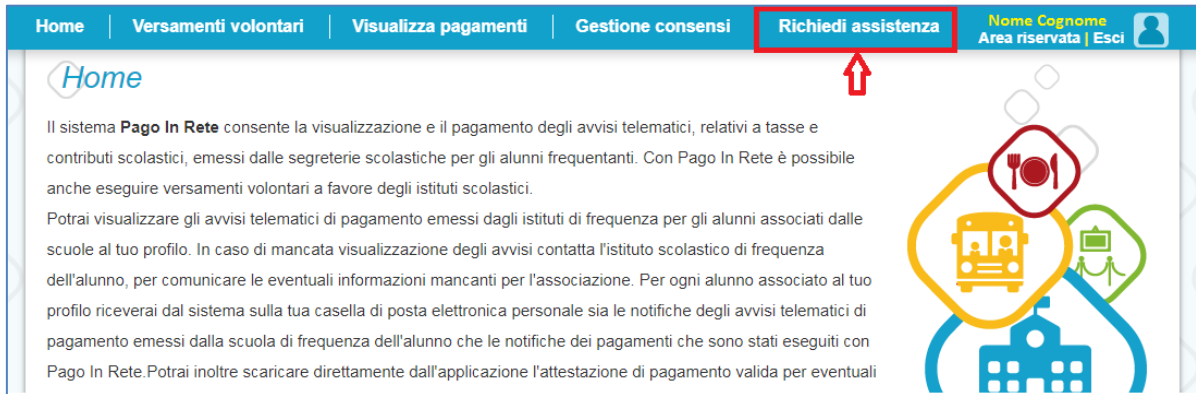 Home Versamenti volontari Visualizza pagamenti Gestione consensi Richiedi assistenza Nome Cognome
Area riservata | Esci
Home
Il sistema Pago In Rete consente la visualizzazione e il pagamento degli avvisi telematici, relativi a tasse e
contributi scolastici, emessi dalle segreterie scolastiche per gli alunni frequentanti. Con Pago In Rete è possibile
anche eseguire versamenti volontari a favore degli istituti scolastici.
Potrai visualizzare gli avvisi telematici di pagamento emessi dagli istituti di frequenza per gli alunni associati dalle
scuole al tuo profilo. In caso di mancata visualizzazione degli avvisi contatta l'istituto scolastico di frequenza
dell'alunno, per comunicare le eventuali informazioni mancanti per l'associazione. Per ogni alunno associato al tuo
profilo riceverai dal sistema sulla tua casella di posta elettronica personale sia le notifiche degli avvisi telematici di
pagamento emessi dalla scuola di frequenza dell'alunno che le notifiche dei pagamenti che sono stati eseguiti con
Pago In Rete.Potrai inoltre scaricare direttamente dall'applicazione l'attestazione di pagamento valida per eventuali